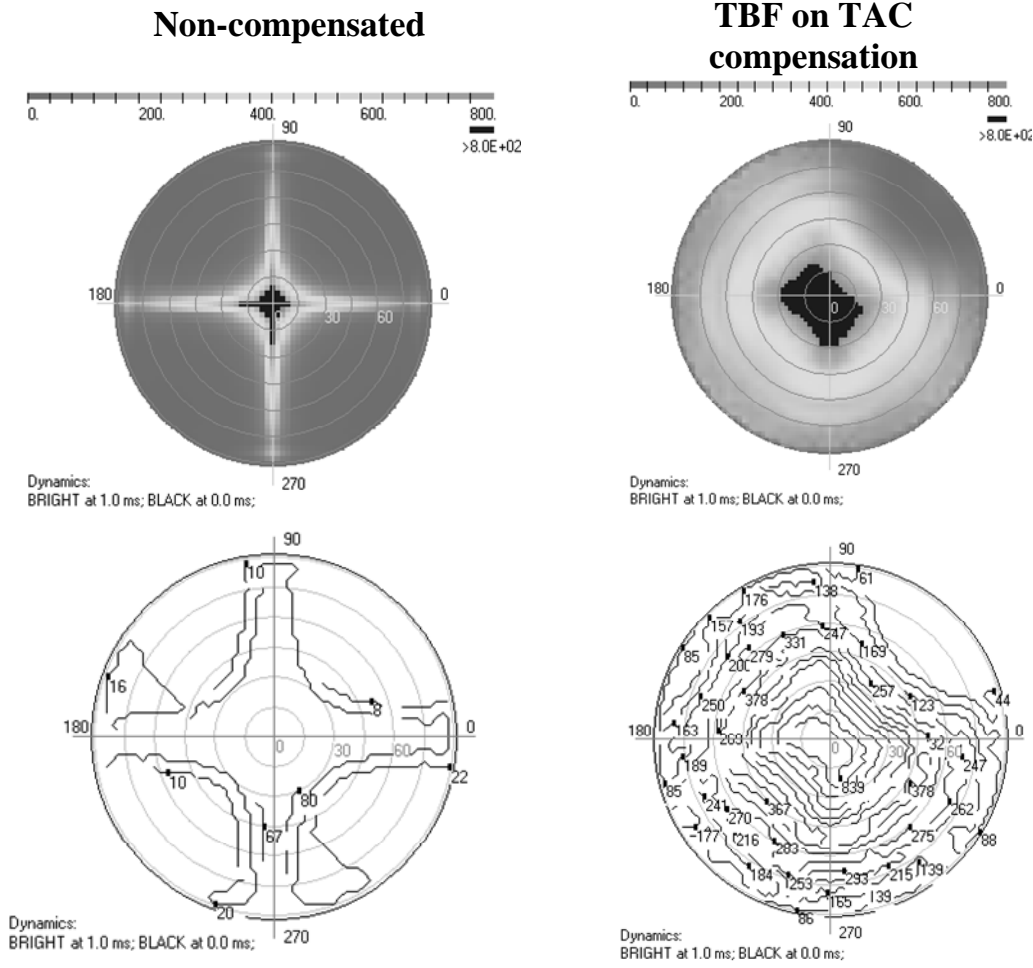 Non-compensated
TBF on TAC
compensation
0. 200. 400. 600. 800.
>8.0E+02
90
180
0
0 30 60
270
Dynamics:
BRIGHT at 1.0 ms; BLACK at 0.0 ms;
0. 200. 400. 600. 800.
>8.0E+02
90
180
0
0 30 60
270
Dynamics:
BRIGHT at 1.0 ms; BLACK at 0.0 ms;
90
10
16
8
180
0
0 30 60
10
22
80
67
20
270
Dynamics:
BRIGHT at 1.0 ms; BLACK at 0.0 ms;
90
61
176 138
157 193 247
331
85 279 169
200
257
378 123 44
250
163
180
269
0 30 60
0
32
189 247
85 839 378
241 367 262
270
177 216 275 88
283
184 253 293 215 139
165 139
86
270
Dynamics:
BRIGHT at 1.0 ms; BLACK at 0.0 ms;